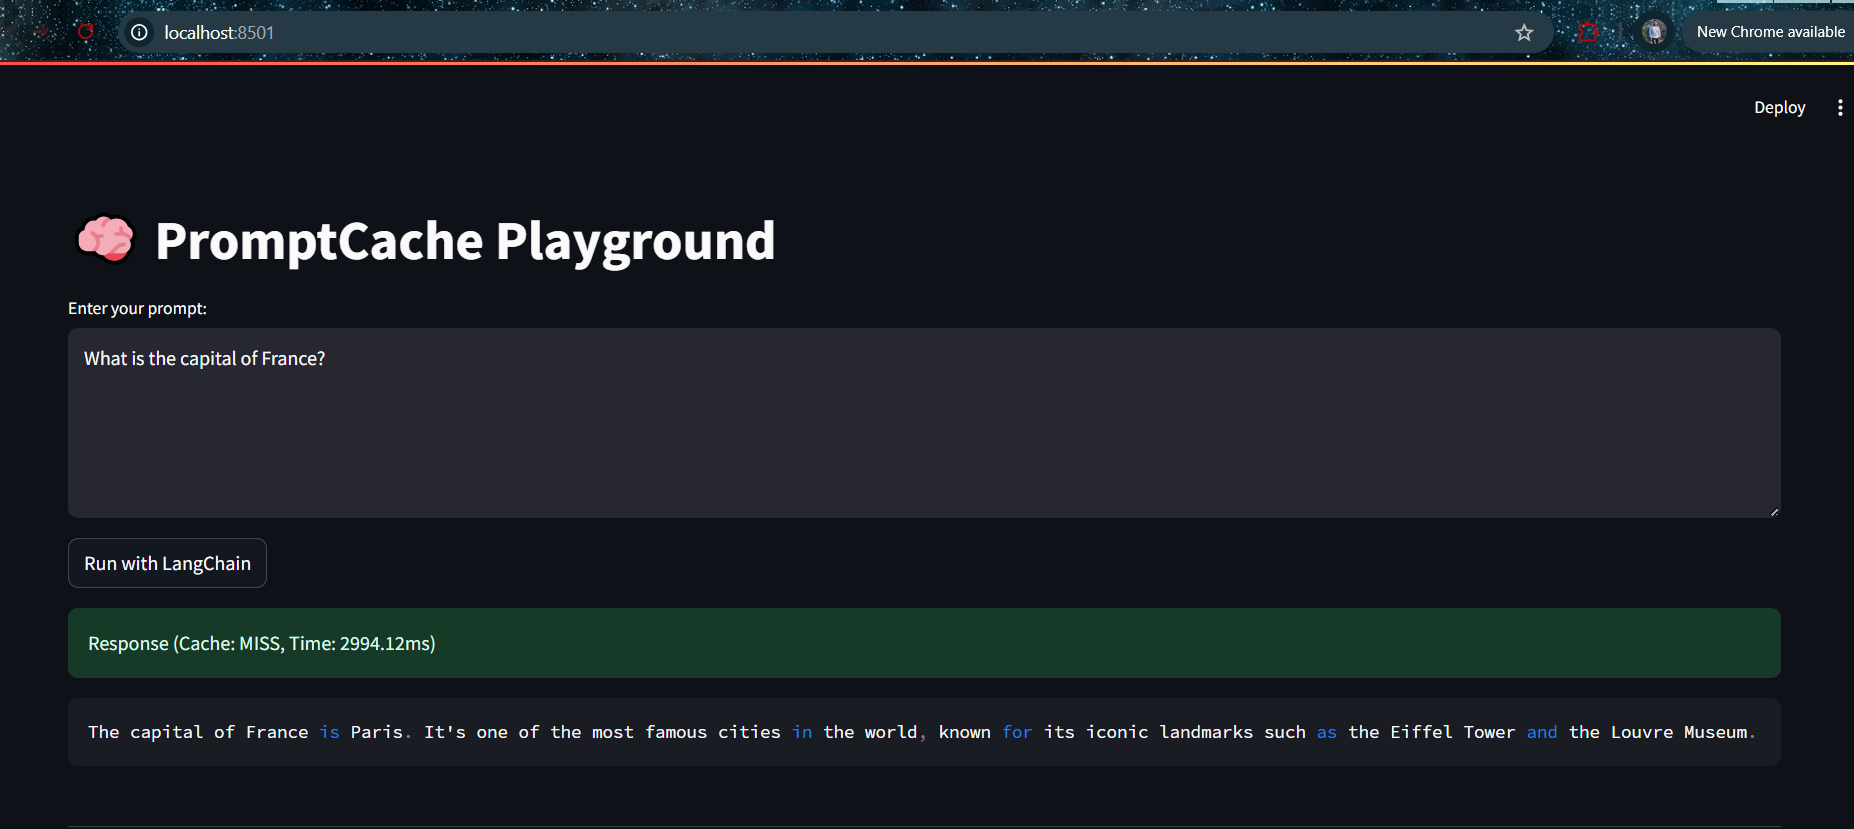 localhost:8501
New Chrome available
Deploy
PromptCache Playground
Enter your prompt:
What is the capital of France?
Run with LangChain
Response (Cache: MISS, Time: 2994.12ms)
The capital of France is Paris. It's one of the most famous cities in the world, known for its iconic landmarks such as the Eiffel Tower and the Louvre Museum.